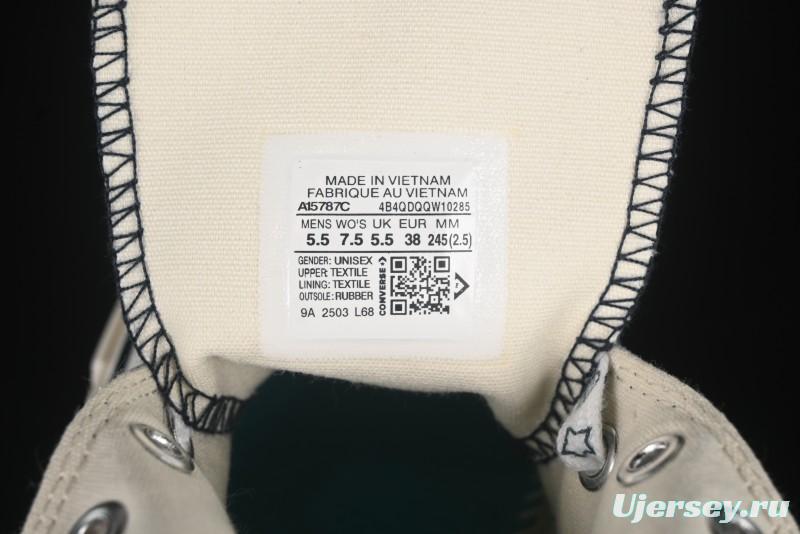 MADE IN VIETNAM
FABRIQUE AU VIETNAM
A15787C 4B4QDQQW10285
MENS WO'S UK EUR MM
5.5 7.5 5.5 38 245(2.5)
GENDER: UNISEX
UPPER: TEXTILE
LINING: TEXTILE
OUTSOLE: RUBBER
9A 2503 L68
CONVERSE
Ujersey.ru